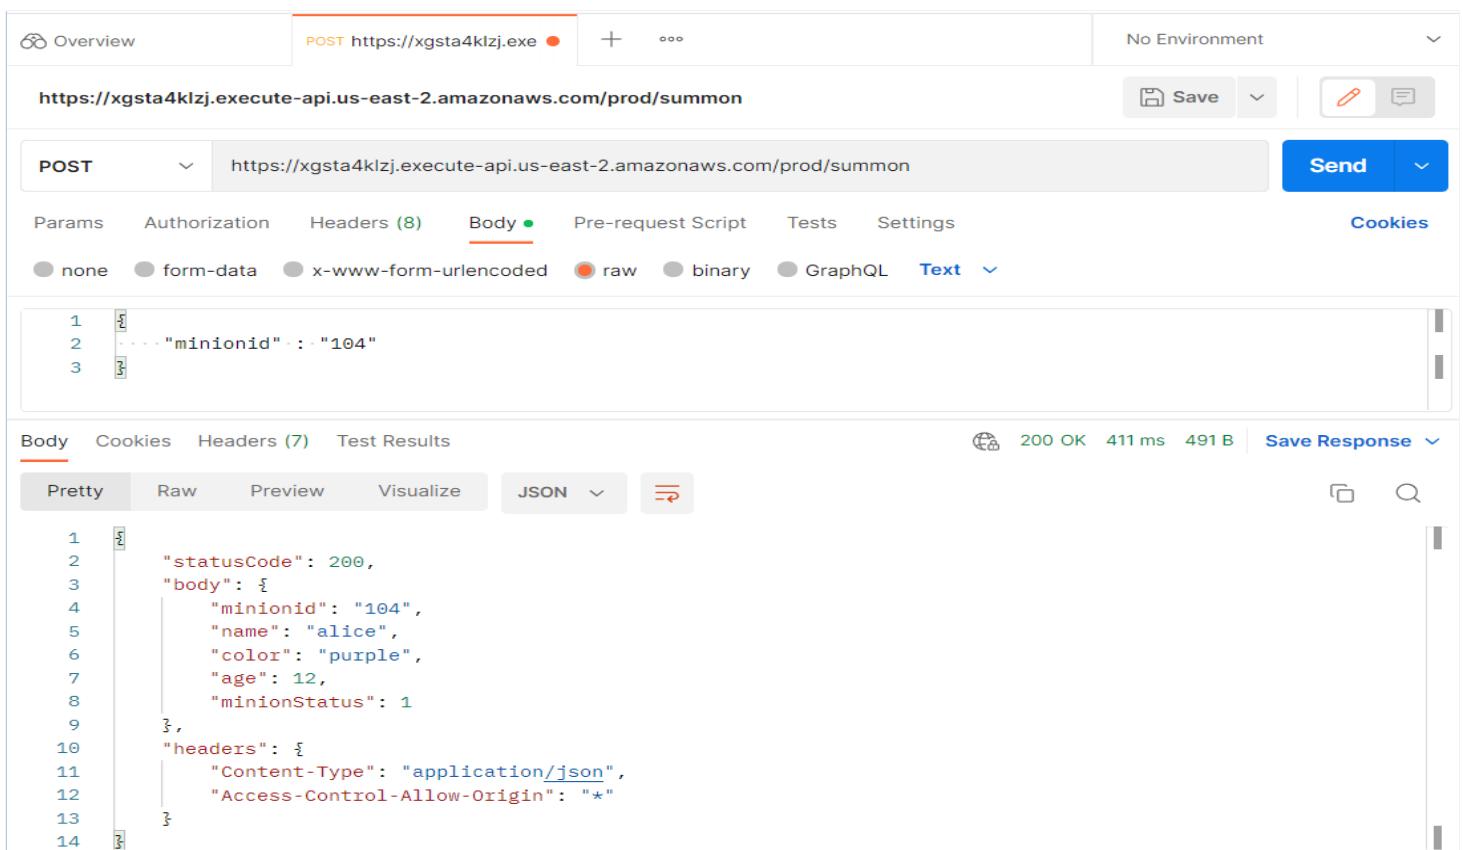 Overview
POST https://xgsta4klzj.exe
No Environment
https://xgsta4klzj.execute-api.us-east-2.amazonaws.com/prod/summon
Save
POST https://xgsta4klzj.execute-api.us-east-2.amazonaws.com/prod/summon Send
Params Authorization Headers (8) Body Pre-request Script Tests Settings Cookies
none form-data x-www-form-urlencoded raw binary GraphQL Text
1 {
2 "minionid" : "104"
3 }
Body Cookies Headers (7) Test Results 200 OK 411 ms 491 B Save Response
Pretty Raw Preview Visualize JSON
1 {
2 "statusCode": 200,
3 "body": {
4 "minionid": "104",
5 "name": "alice",
6 "color": "purple",
7 "age": 12,
8 "minionStatus": 1
9 },
10 "headers": {
11 "Content-Type": "application/json",
12 "Access-Control-Allow-Origin": "*"
13 }
14 }